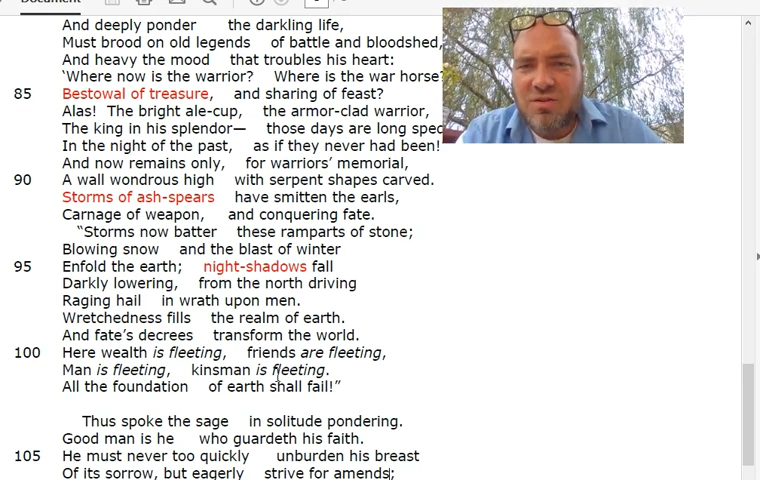 Document
And deeply ponder the darkling life,
Must brood on old legends of battle and bloodshed,
And heavy the mood that troubles his heart:
‘Where now is the warrior? Where is the war horse?
85 Bestowal of treasure, and sharing of feast?
Alas! The bright ale-cup, the armor-clad warrior,
The king in his splendor— those days are long sped
In the night of the past, as if they never had been!
And now remains only, for warriors’ memorial,
90 A wall wondrous high with serpent shapes carved.
Storms of ash-spears have smitten the earls,
Carnage of weapon, and conquering fate.
“Storms now batter these ramparts of stone;
Blowing snow and the blast of winter
95 Enfold the earth; night-shadows fall
Darkly lowering, from the north driving
Raging hail in wrath upon men.
Wretchedness fills the realm of earth.
And fate’s decrees transform the world.
100 Here wealth is fleeting, friends are fleeting,
Man is fleeting, kinsman is fleeting.
All the foundation of earth shall fail!”
Thus spoke the sage in solitude pondering.
Good man is he who guardeth his faith.
105 He must never too quickly unburden his breast
Of its sorrow, but eagerly strive for amends;